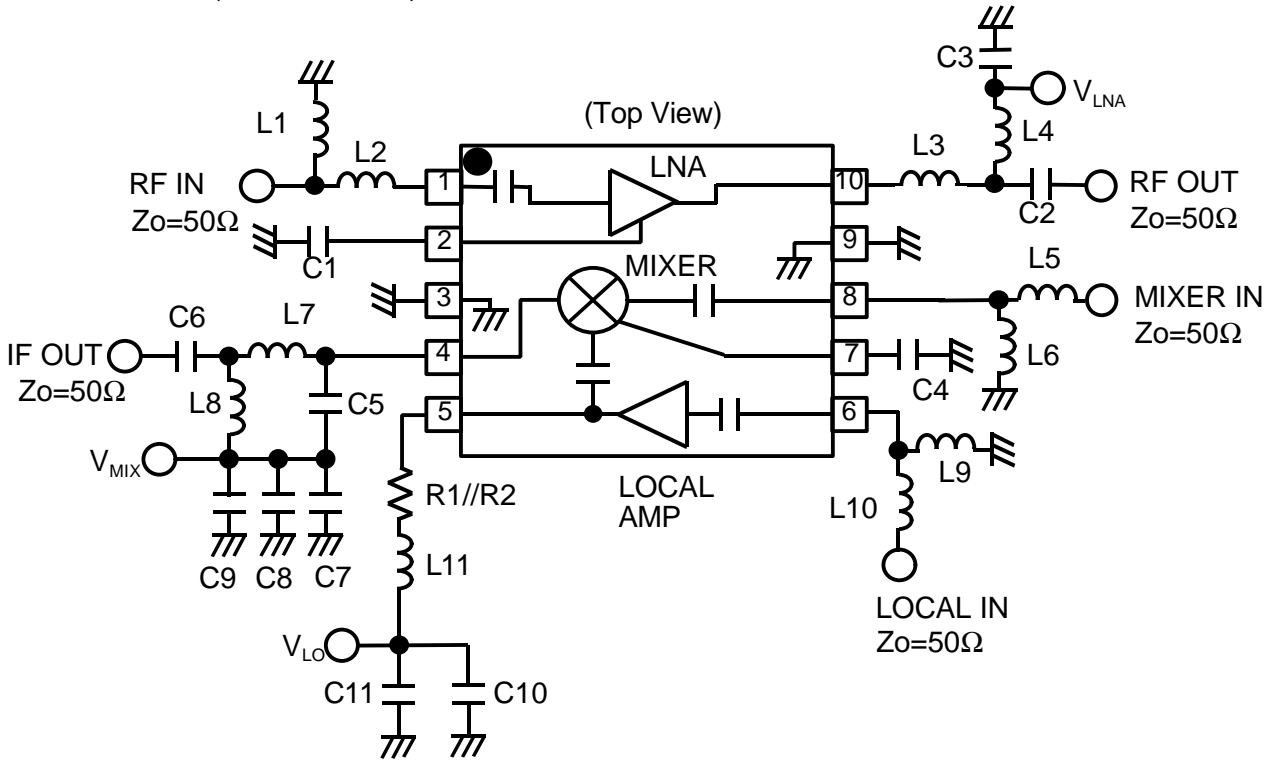 C3
V_LNA
(Top View)
L1
L2
L3
L4
LNA
RF IN
Zo=50Ω
1
10
C2
RF OUT
Zo=50Ω
C1
2
9
MIXER
L5
3
8
MIXER IN
Zo=50Ω
C6
L7
L6
IF OUT
Zo=50Ω
4
7
C4
L8
C5
5
6
V_MIX
L9
LOCAL
AMP
R1//R2
L10
C9
C8
C7
L11
LOCAL IN
Zo=50Ω
V_LO
C11
C10